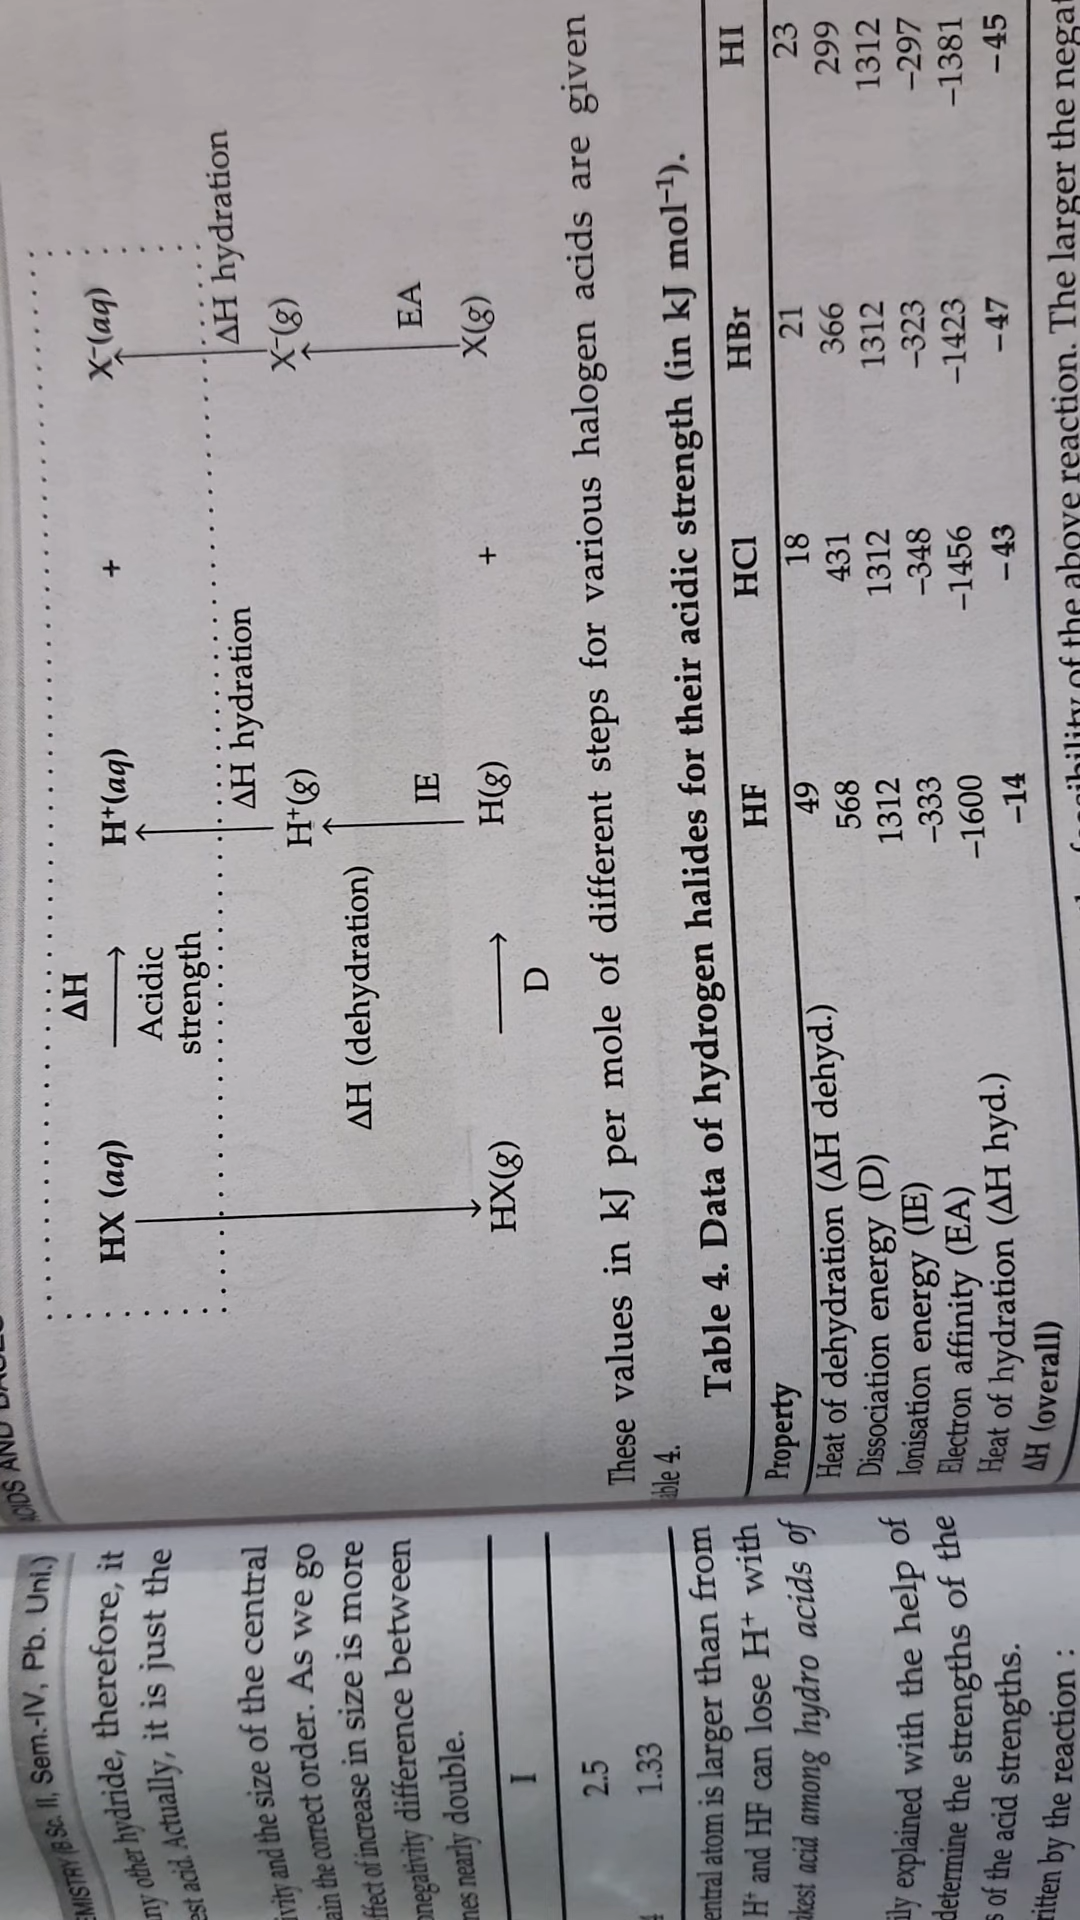 ACIDS AND BASES
ΔH
HX (aq) ⟶ H⁺(aq) + X⁻(aq)
Acidic
strength
ΔH hydration ΔH hydration
H⁺(g) X⁻(g)
ΔH (dehydration)
IE EA
HX(g) ⟶ H(g) + X(g)
D
These values in kJ per mole of different steps for various halogen acids are given
able 4.
Table 4. Data of hydrogen halides for their acidic strength (in kJ mol⁻¹).
Property HF HCl HBr HI
Heat of dehydration (ΔH dehyd.) 49 18 21 23
Dissociation energy (D) 568 431 366 299
Ionisation energy (IE) 1312 1312 1312 1312
Electron affinity (EA) –333 –348 –323 –297
Heat of hydration (ΔH hyd.) –1600 –1456 –1423 –1381
ΔH (overall) –14 –43 –47 –45
of the above reaction. The larger the negat
EMISTRY (B.Sc. II, Sem.-IV, Pb. Uni.)
ny other hydride, therefore, it
est acid. Actually, it is just the
ivity and the size of the central
ain the correct order. As we go
ffect of increase in size is more
onegativity difference between
nes nearly double.
I
2.5
1.33
entral atom is larger than from
H⁺ and HF can lose H⁺ with
kest acid among hydro acids of
ly explained with the help of
determine the strengths of the
s of the acid strengths.
ritten by the reaction :